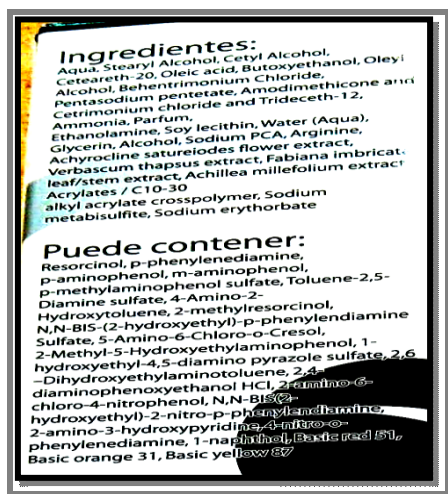 Ingredientes:
Aqua, Stearyl Alcohol, Cetyl Alcohol,
Ceteareth-20, Oleic acid, Butoxyethanol, Oleyl
Alcohol, Behentrimonium Chloride,
Pentasodium pentetate, Amodimethicone and
Cetrimonium chloride and Trideceth-12,
Ammonia, Parfum,
Ethanolamine, Soy lecithin, Water (Aqua),
Glycerin, Alcohol, Sodium PCA, Arginine,
Achyrocline satureiodes flower extract,
Verbascum thapsus extract, Fabiana imbricat
leaf/stem extract, Achillea millefolium extract
Acrylates / C10-30
alkyl acrylate crosspolymer, Sodium
metabisulfite, Sodium erythorbate
Puede contener:
Resorcinol, p-phenylenediamine,
p-aminophenol, m-aminophenol,
p-methylaminophenol sulfate, Toluene-2,5-
Diamine sulfate, 4-Amino-2-
Hydroxytoluene, 2-methylresorcinol,
N,N-BIS-(2-hydroxyethyl)-p-phenylendiamine
Sulfate, 5-Amino-6-Chloro-o-Cresol,
2-Methyl-5-Hydroxyethylaminophenol, 1-
hydroxyethyl-4,5-diamino pyrazole sulfate, 2,6
-Dihydroxyethylaminotoluene, 2,4-
diaminophenoxyethanol HCl, 2-amino-6-
chloro-4-nitrophenol, N,N-BIS(2-
hydroxyethyl)-2-nitro-p-phenylendiamine,
2-amino-3-hydroxypyridine, 4-nitro-o-
phenylenediamine, 1-naphthol, Basic red 51,
Basic orange 31, Basic yellow 87